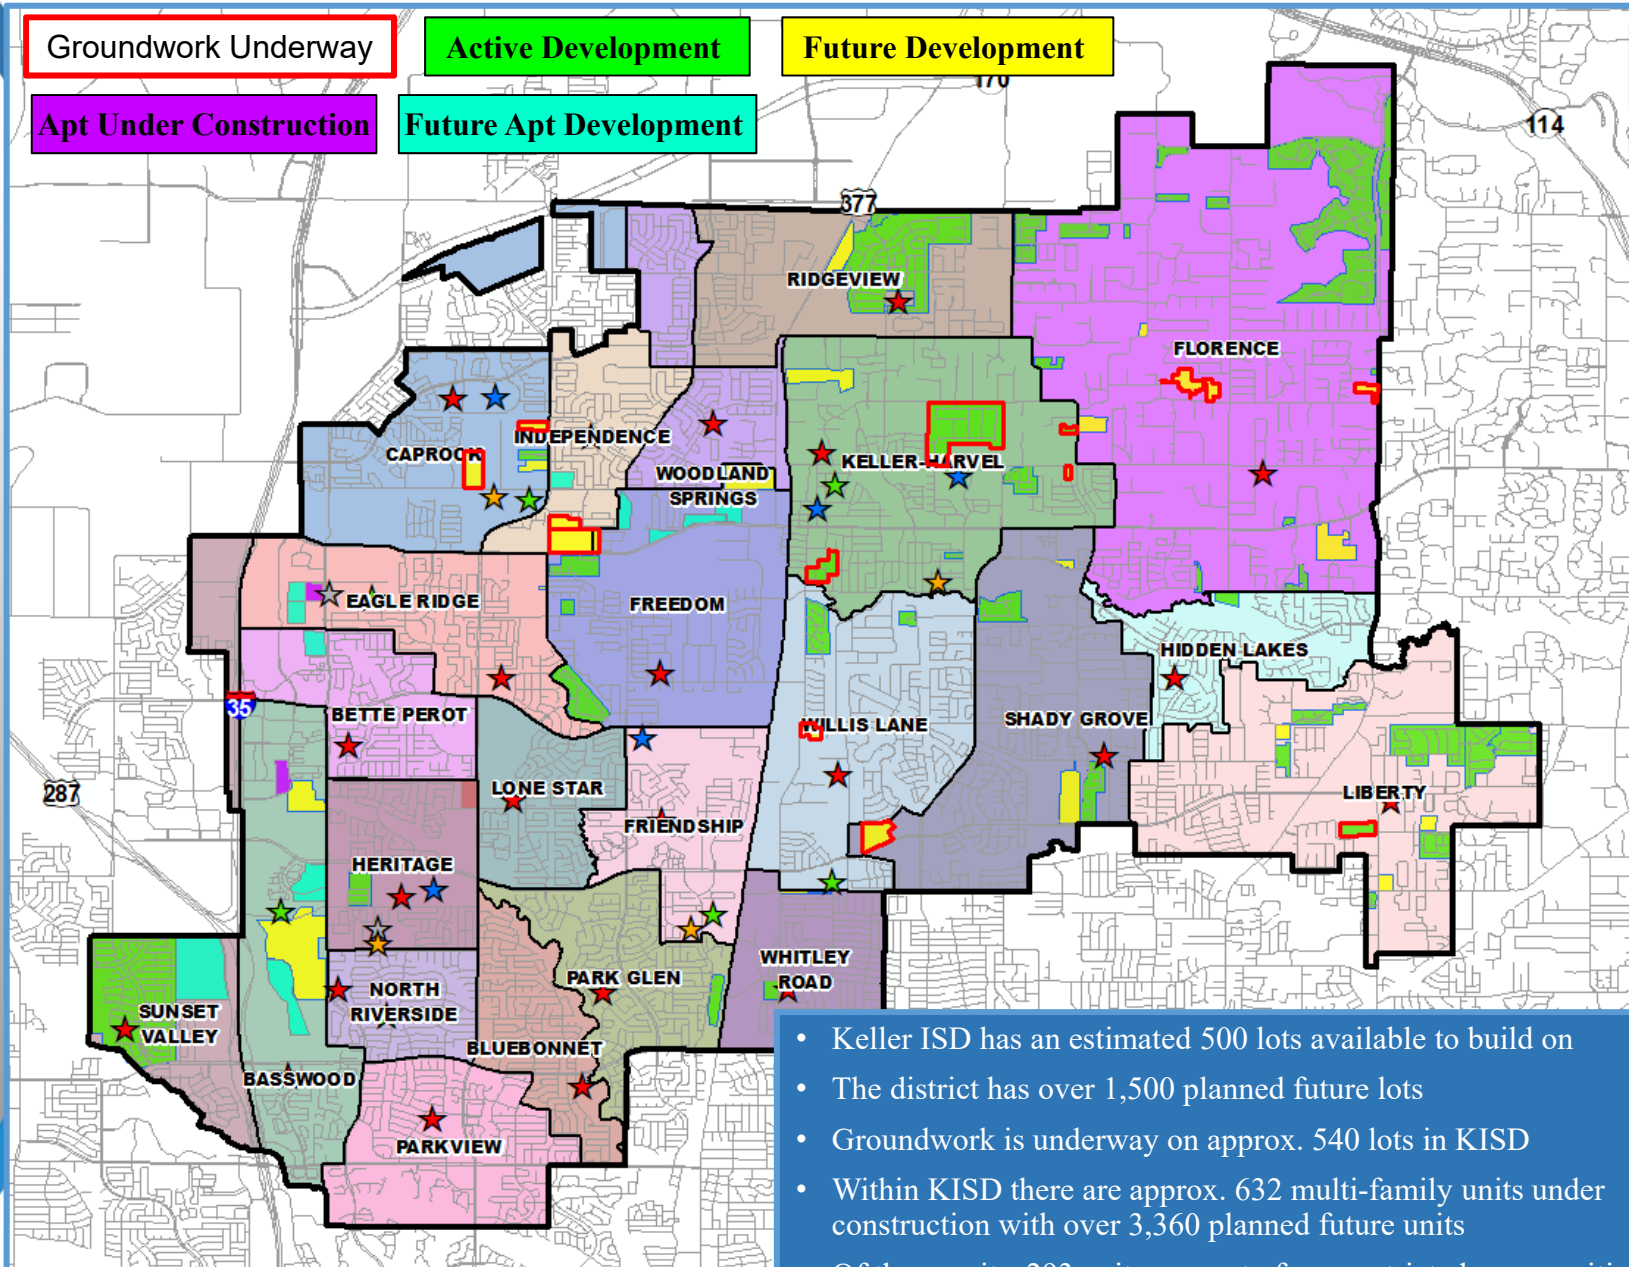 Groundwork Underway
Active Development
Future Development
Apt Under Construction
Future Apt Development
170
114
377
RIDGEVIEW
FLORENCE
INDEPENDENCE
CAPROCK
WOODLAND
SPRINGS
KELLER-HARVEL
EAGLE RIDGE
FREEDOM
HIDDEN LAKES
35
BETTE PEROT
WILLIS LANE
SHADY GROVE
287
LONE STAR
LIBERTY
FRIENDSHIP
HERITAGE
PARK GLEN
WHITLEY
ROAD
NORTH
RIVERSIDE
SUNSET
VALLEY
BLUEBONNET
BASSWOOD
PARKVIEW
• Keller ISD has an estimated 500 lots available to build on
• The district has over 1,500 planned future lots
• Groundwork is underway on approx. 540 lots in KISD
• Within KISD there are approx. 632 multi-family units under
construction with over 3,360 planned future units